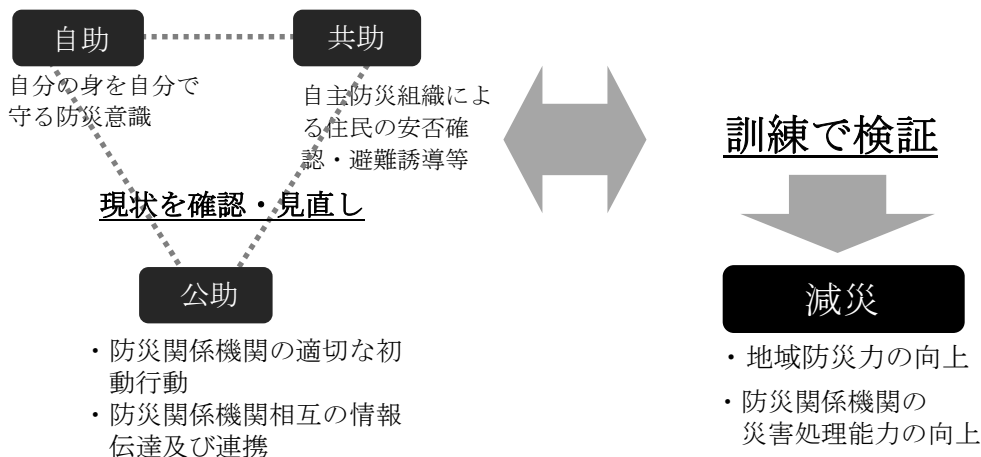 自助
自分の身を自分で
守る防災意識
共助
自主防災組織によ
る住民の安否確
認・避難誘導等
現状を確認・見直し
公助
・防災関係機関の適切な初
動行動
・防災関係機関相互の情報
伝達及び連携
訓練で検証
減災
・地域防災力の向上
・防災関係機関の
災害処理能力の向上